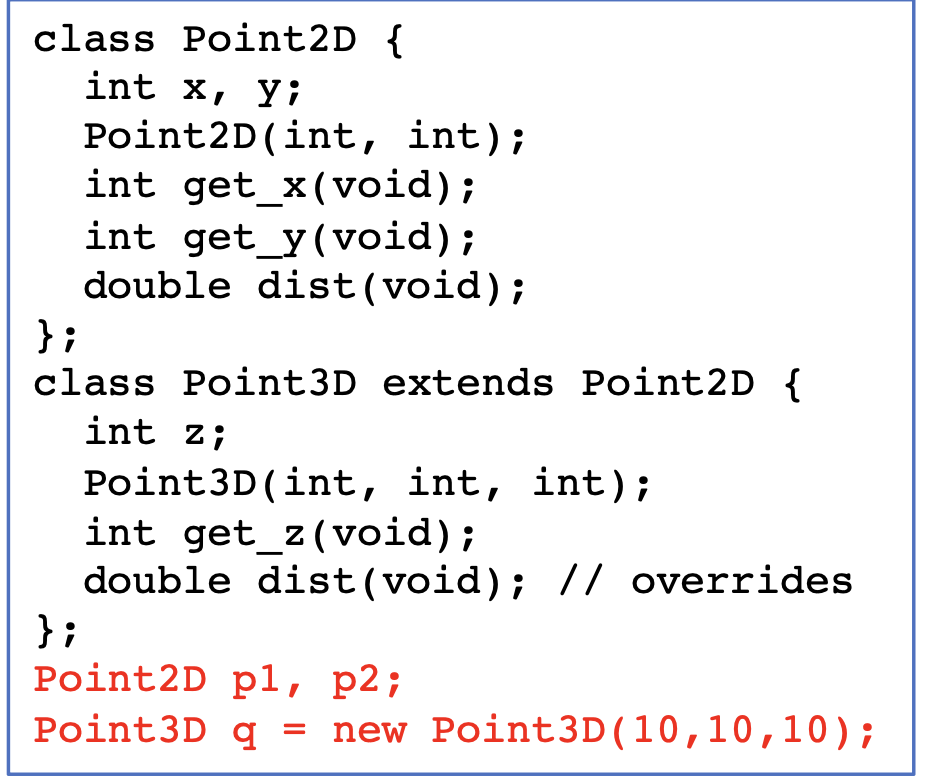 class Point2D {
int x, y;
Point2D(int, int);
int get_x(void);
int get_y(void);
double dist(void);
};
class Point3D extends Point2D {
int z;
Point3D(int, int, int);
int get_z(void);
double dist(void); // overrides
};
Point2D p1, p2;
Point3D q = new Point3D(10,10,10);